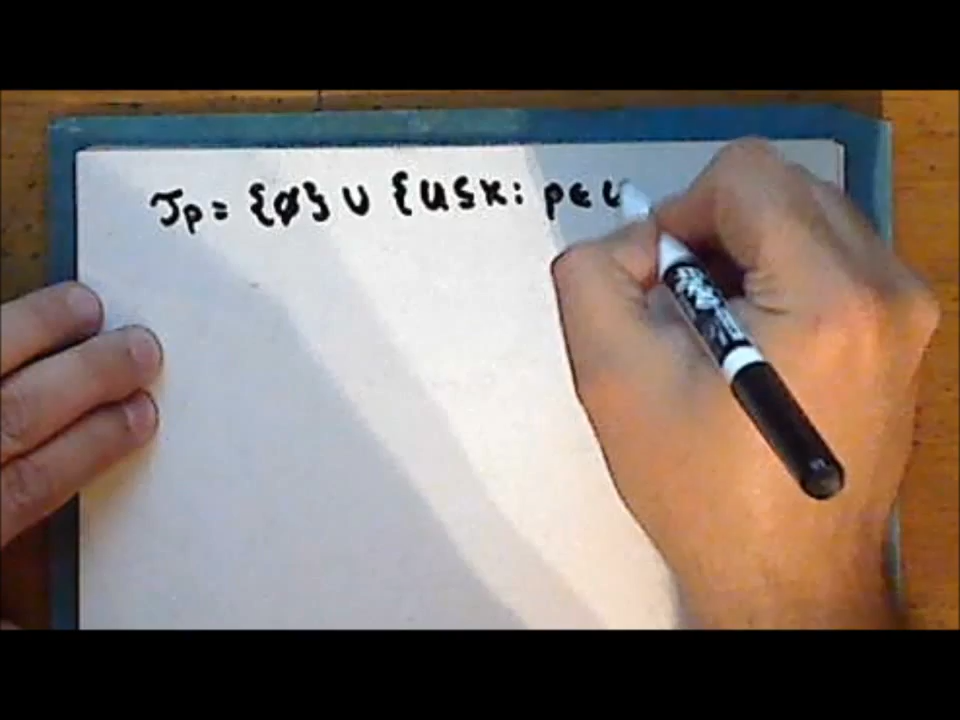 𝒯p = {∅} ∪ {U ⊆ X : p ∈ U